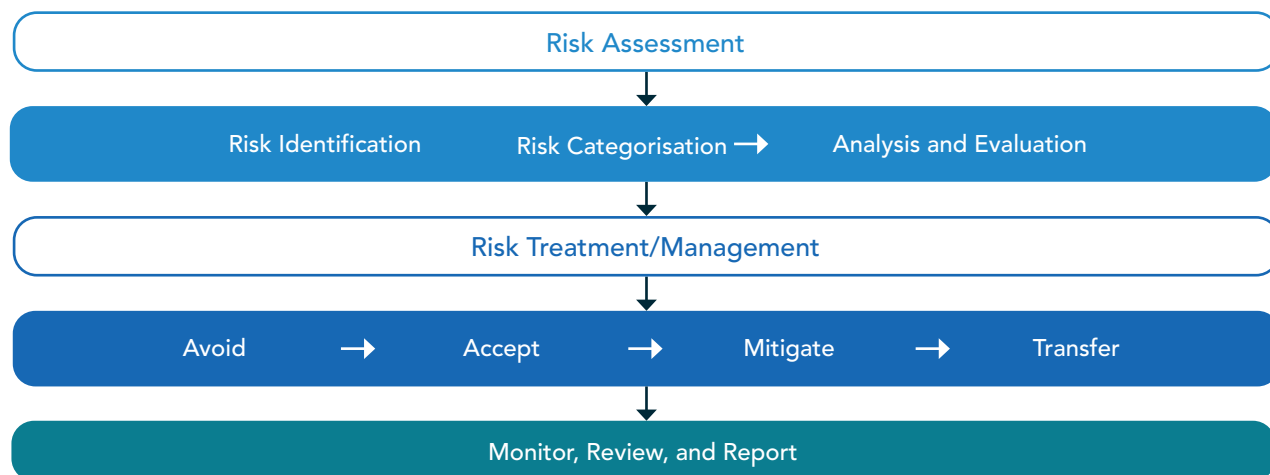 Risk Assessment
Risk Identification Risk Categorisation → Analysis and Evaluation
Risk Treatment/Management
Avoid → Accept → Mitigate → Transfer
Monitor, Review, and Report